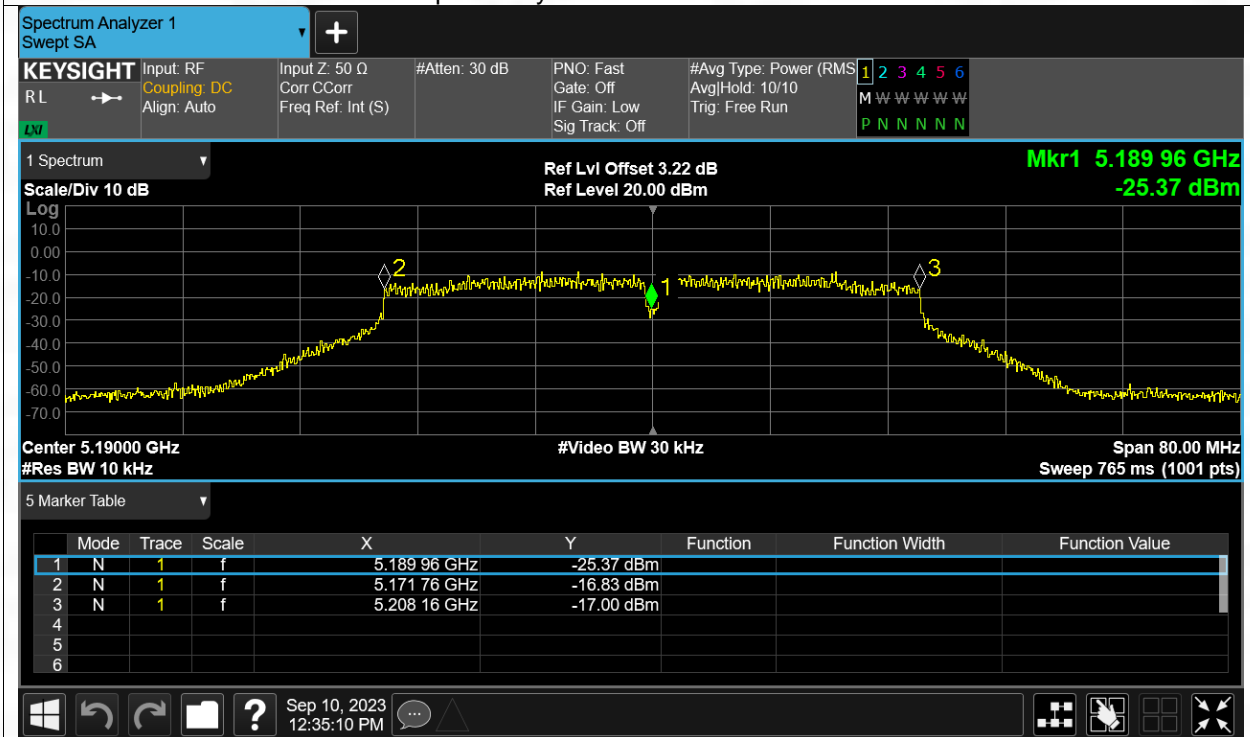 Spectrum Analyzer 1
Swept SA
+
KEYSIGHT
R L
LXI
Input: RF
Coupling: DC
Align: Auto
Input Z: 50 Ω
Corr CCorr
Freq Ref: Int (S)
#Atten: 30 dB
PNO: Fast
Gate: Off
IF Gain: Low
Sig Track: Off
#Avg Type: Power (RMS
Avg|Hold: 10/10
Trig: Free Run
1 2 3 4 5 6
M W W W W W
P N N N N N
1 Spectrum
Scale/Div 10 dB
Ref Lvl Offset 3.22 dB
Ref Level 20.00 dBm
Mkr1 5.189 96 GHz
-25.37 dBm
Log
10.0
0.00
-10.0
-20.0
-30.0
-40.0
-50.0
-60.0
-70.0
2
1
3
Center 5.19000 GHz
#Video BW 30 kHz
Span 80.00 MHz
#Res BW 10 kHz
Sweep 765 ms (1001 pts)
5 Marker Table
Mode Trace Scale X Y Function Function Width Function Value
1 N 1 f 5.189 96 GHz -25.37 dBm
2 N 1 f 5.171 76 GHz -16.83 dBm
3 N 1 f 5.208 16 GHz -17.00 dBm
4
5
6
?
Sep 10, 2023
12:35:10 PM